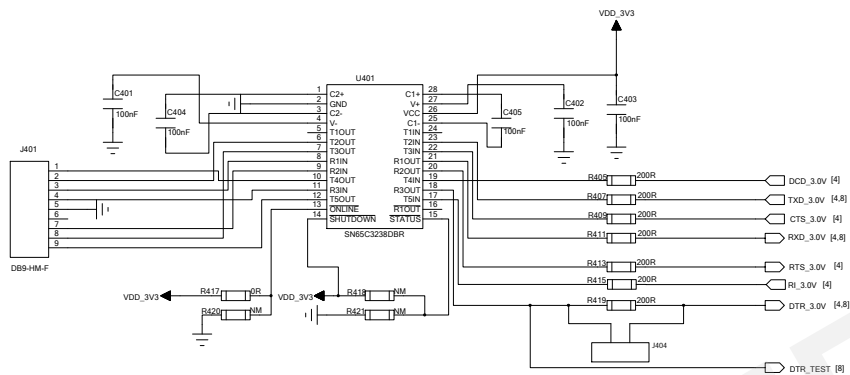 VDD_3V3
U401
C401
100nF
C404
100nF
1 C2+ C1+ 28
2 GND V+ 27
3 C2- VCC 26
4 V- C1- 25
5 T1OUT T1IN 24
6 T2OUT T2IN 23
7 T3OUT T3IN 22
8 R1IN R1OUT 21
9 R2IN R2OUT 20
10 T4OUT T4IN 19
11 R3IN R3OUT 18
12 T5OUT T5IN 17
13 ONLINE R1OUT 16
14 SHUTDOWN STATUS 15
SN65C3238DBR
C405
100nF
C402
100nF
C403
100nF
J401
1
2
3
4
5
6
7
8
9
DB9-HM-F
R405 200R DCD_3.0V [4]
R407 200R TXD_3.0V [4,8]
R409 200R CTS_3.0V [4]
R411 200R RXD_3.0V [4,8]
R413 200R RTS_3.0V [4]
R415 200R RI_3.0V [4]
R419 200R DTR_3.0V [4,8]
J404
DTR_TEST [8]
VDD_3V3 R417 0R
R420 NM
VDD_3V3 R418 NM
R421 NM